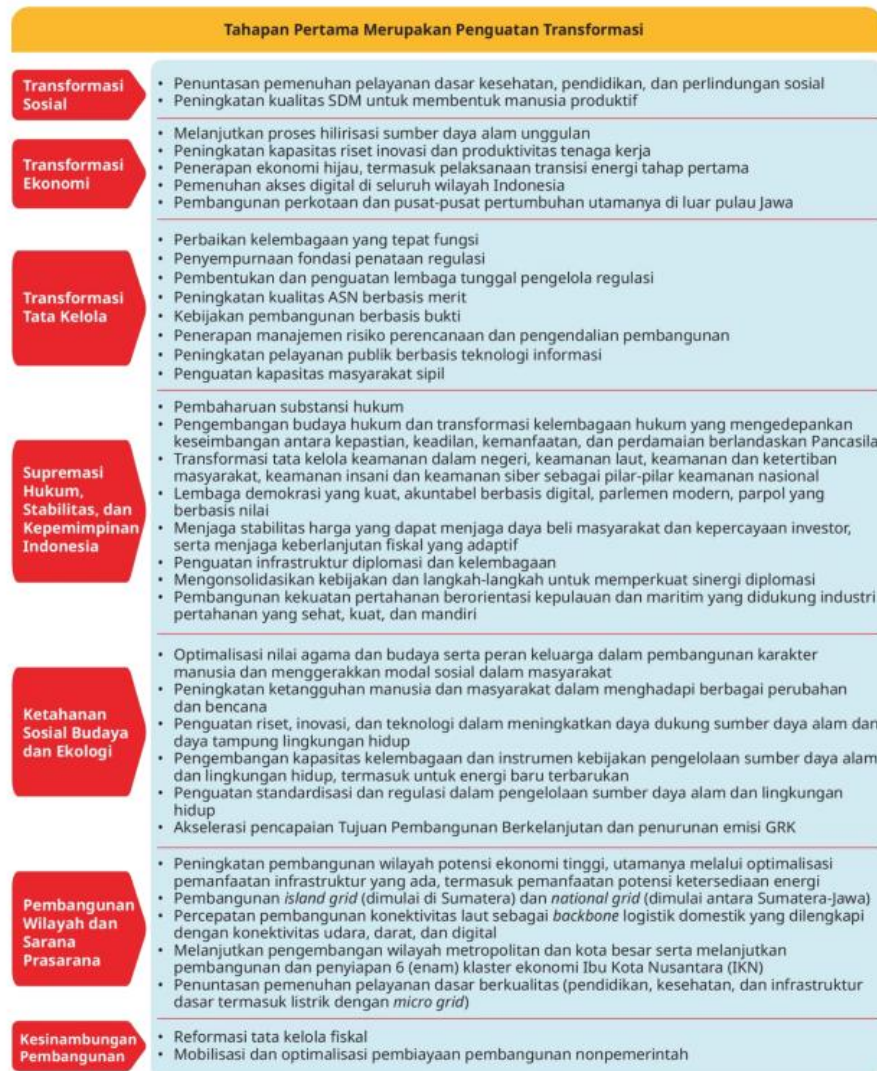 Tahapan Pertama Merupakan Penguatan Transformasi
Transformasi
Sosial
• Penuntasan pemenuhan pelayanan dasar kesehatan, pendidikan, dan perlindungan sosial
• Peningkatan kualitas SDM untuk membentuk manusia produktif
Transformasi
Ekonomi
• Melanjutkan proses hilirisasi sumber daya alam unggulan
• Peningkatan kapasitas riset inovasi dan produktivitas tenaga kerja
• Penerapan ekonomi hijau, termasuk pelaksanaan transisi energi tahap pertama
• Pemenuhan akses digital di seluruh wilayah Indonesia
• Pembangunan perkotaan dan pusat-pusat pertumbuhan utamanya di luar pulau Jawa
Transformasi
Tata Kelola
• Perbaikan kelembagaan yang tepat fungsi
• Penyempurnaan fondasi penataan regulasi
• Pembentukan dan penguatan lembaga tunggal pengelola regulasi
• Peningkatan kualitas ASN berbasis merit
• Kebijakan pembangunan berbasis bukti
• Penerapan manajemen risiko perencanaan dan pengendalian pembangunan
• Peningkatan pelayanan publik berbasis teknologi informasi
• Penguatan kapasitas masyarakat sipil
Supremasi
Hukum,
Stabilitas, dan
Kepemimpinan
Indonesia
• Pembaharuan substansi hukum
• Pengembangan budaya hukum dan transformasi kelembagaan hukum yang mengedepankan
keseimbangan antara kepastian, keadilan, kemanfaatan, dan perdamaian berlandaskan Pancasila
• Transformasi tata kelola keamanan dalam negeri, keamanan laut, keamanan dan ketertiban
masyarakat, keamanan insani dan keamanan siber sebagai pilar-pilar keamanan nasional
• Lembaga demokrasi yang kuat, akuntabel berbasis digital, parlemen modern, parpol yang
berbasis nilai
• Menjaga stabilitas harga yang dapat menjaga daya beli masyarakat dan kepercayaan investor,
serta menjaga keberlanjutan fiskal yang adaptif
• Penguatan infrastruktur diplomasi dan kelembagaan
• Mengonsolidasikan kebijakan dan langkah-langkah untuk memperkuat sinergi diplomasi
• Pembangunan kekuatan pertahanan berorientasi kepulauan dan maritim yang didukung industri
pertahanan yang sehat, kuat, dan mandiri
Ketahanan
Sosial Budaya
dan Ekologi
• Optimalisasi nilai agama dan budaya serta peran keluarga dalam pembangunan karakter
manusia dan menggerakkan modal sosial dalam masyarakat
• Peningkatan ketangguhan manusia dan masyarakat dalam menghadapi berbagai perubahan
dan bencana
• Penguatan riset, inovasi, dan teknologi dalam meningkatkan daya dukung sumber daya alam dan
daya tampung lingkungan hidup
• Pengembangan kapasitas kelembagaan dan instrumen kebijakan pengelolaan sumber daya alam
dan lingkungan hidup, termasuk untuk energi baru terbarukan
• Penguatan standardisasi dan regulasi dalam pengelolaan sumber daya alam dan lingkungan
hidup
• Akselerasi pencapaian Tujuan Pembangunan Berkelanjutan dan penurunan emisi GRK
Pembangunan
Wilayah dan
Sarana
Prasarana
• Peningkatan pembangunan wilayah potensi ekonomi tinggi, utamanya melalui optimalisasi
pemanfaatan infrastruktur yang ada, termasuk pemanfaatan potensi ketersediaan energi
• Pembangunan island grid (dimulai di Sumatera) dan national grid (dimulai antara Sumatera-Jawa)
• Percepatan pembangunan konektivitas laut sebagai backbone logistik domestik yang dilengkapi
dengan konektivitas udara, darat, dan digital
• Melanjutkan pengembangan wilayah metropolitan dan kota besar serta melanjutkan
pembangunan dan penyiapan 6 (enam) klaster ekonomi Ibu Kota Nusantara (IKN)
• Penuntasan pemenuhan pelayanan dasar berkualitas (pendidikan, kesehatan, dan infrastruktur
dasar termasuk listrik dengan micro grid)
Kesinambungan
Pembangunan
• Reformasi tata kelola fiskal
• Mobilisasi dan optimalisasi pembiayaan pembangunan nonpemerintah